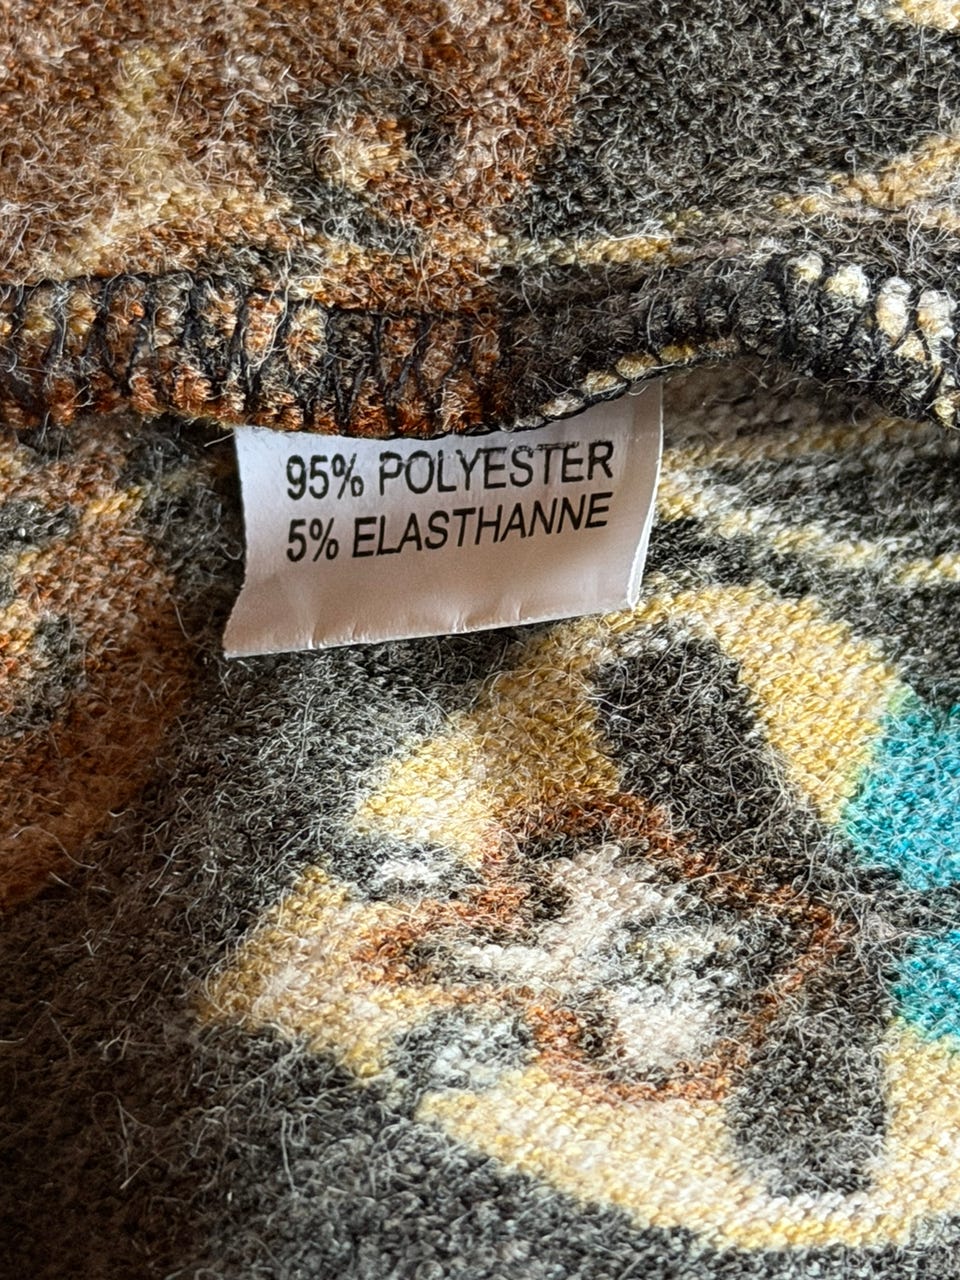 95% POLYESTER
5% ELASTHANNE